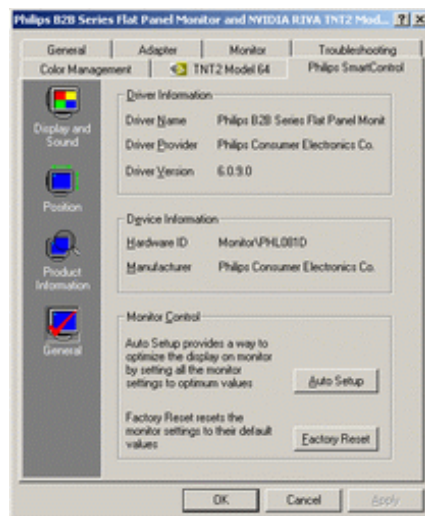 Philips B2B Series Flat Panel Monitor and NVIDIA RIVA TNT2 Mod...
General Adapter Monitor Troubleshooting
Color Management TNT2 Model 64 Philips SmartControl
Display and
Sound
Position
Product
Information
General
Driver Information
Driver Name Philips B2B Series Flat Panel Monit
Driver Provider Philips Consumer Electronics Co.
Driver Version 6.0.9.0
Device Information
Hardware ID Monitor\PHL081D
Manufacturer Philips Consumer Electronics Co.
Monitor Control
Auto Setup provides a way to
optimize the display on monitor
by setting all the monitor
settings to optimum values
Auto Setup
Factory Reset resets the
monitor settings to their default
values
Factory Reset
OK Cancel Apply